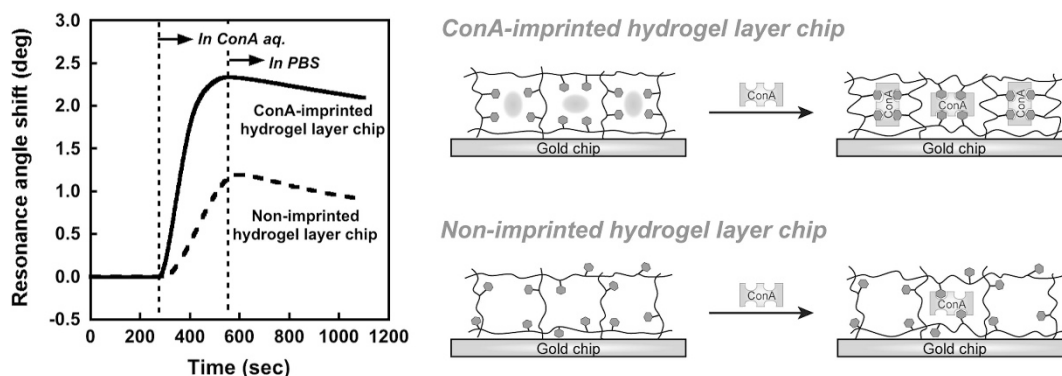 Resonance angle shift (deg)
3.0
2.5
2.0
1.5
1.0
0.5
0.0
-0.5
In ConA aq.
In PBS
ConA-imprinted
hydrogel layer chip
Non-imprinted
hydrogel layer chip
0 200 400 600 800 1000 1200
Time (sec)
ConA-imprinted hydrogel layer chip
Gold chip
ConA
ConA
ConA
ConA
Gold chip
Non-imprinted hydrogel layer chip
Gold chip
ConA
ConA
Gold chip